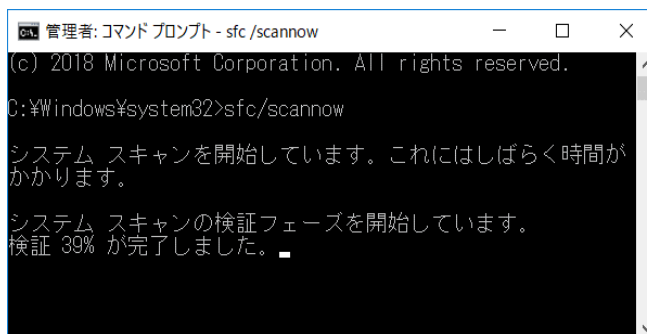 管理者: コマンド プロンプト - sfc /scannow
(c) 2018 Microsoft Corporation. All rights reserved.
C:¥Windows¥system32>sfc/scannow
システム スキャンを開始しています。これにはしばらく時間が
かかります。
システム スキャンの検証フェーズを開始しています。
検証 39% が完了しました。